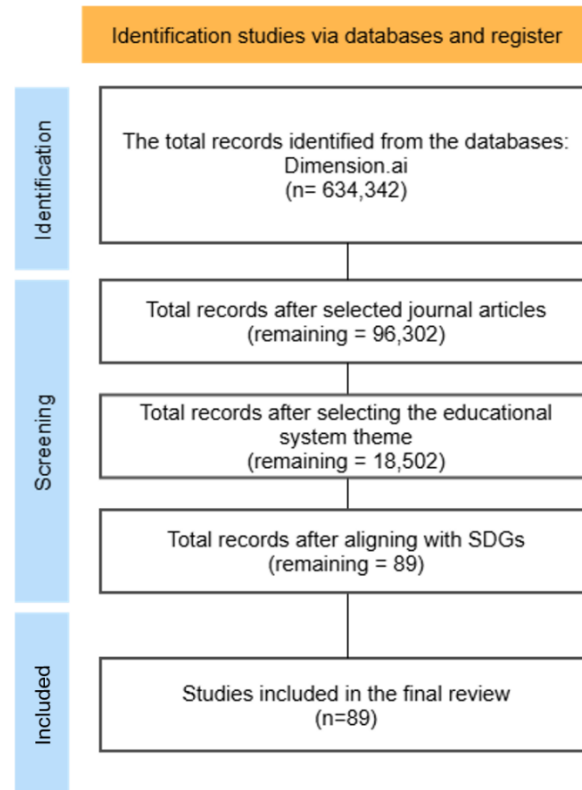 Identification studies via databases and register
Identification
The total records identified from the databases:
Dimension.ai
(n= 634,342)
Screening
Total records after selected journal articles
(remaining = 96,302)
Total records after selecting the educational
system theme
(remaining = 18,502)
Total records after aligning with SDGs
(remaining = 89)
Included
Studies included in the final review
(n=89)